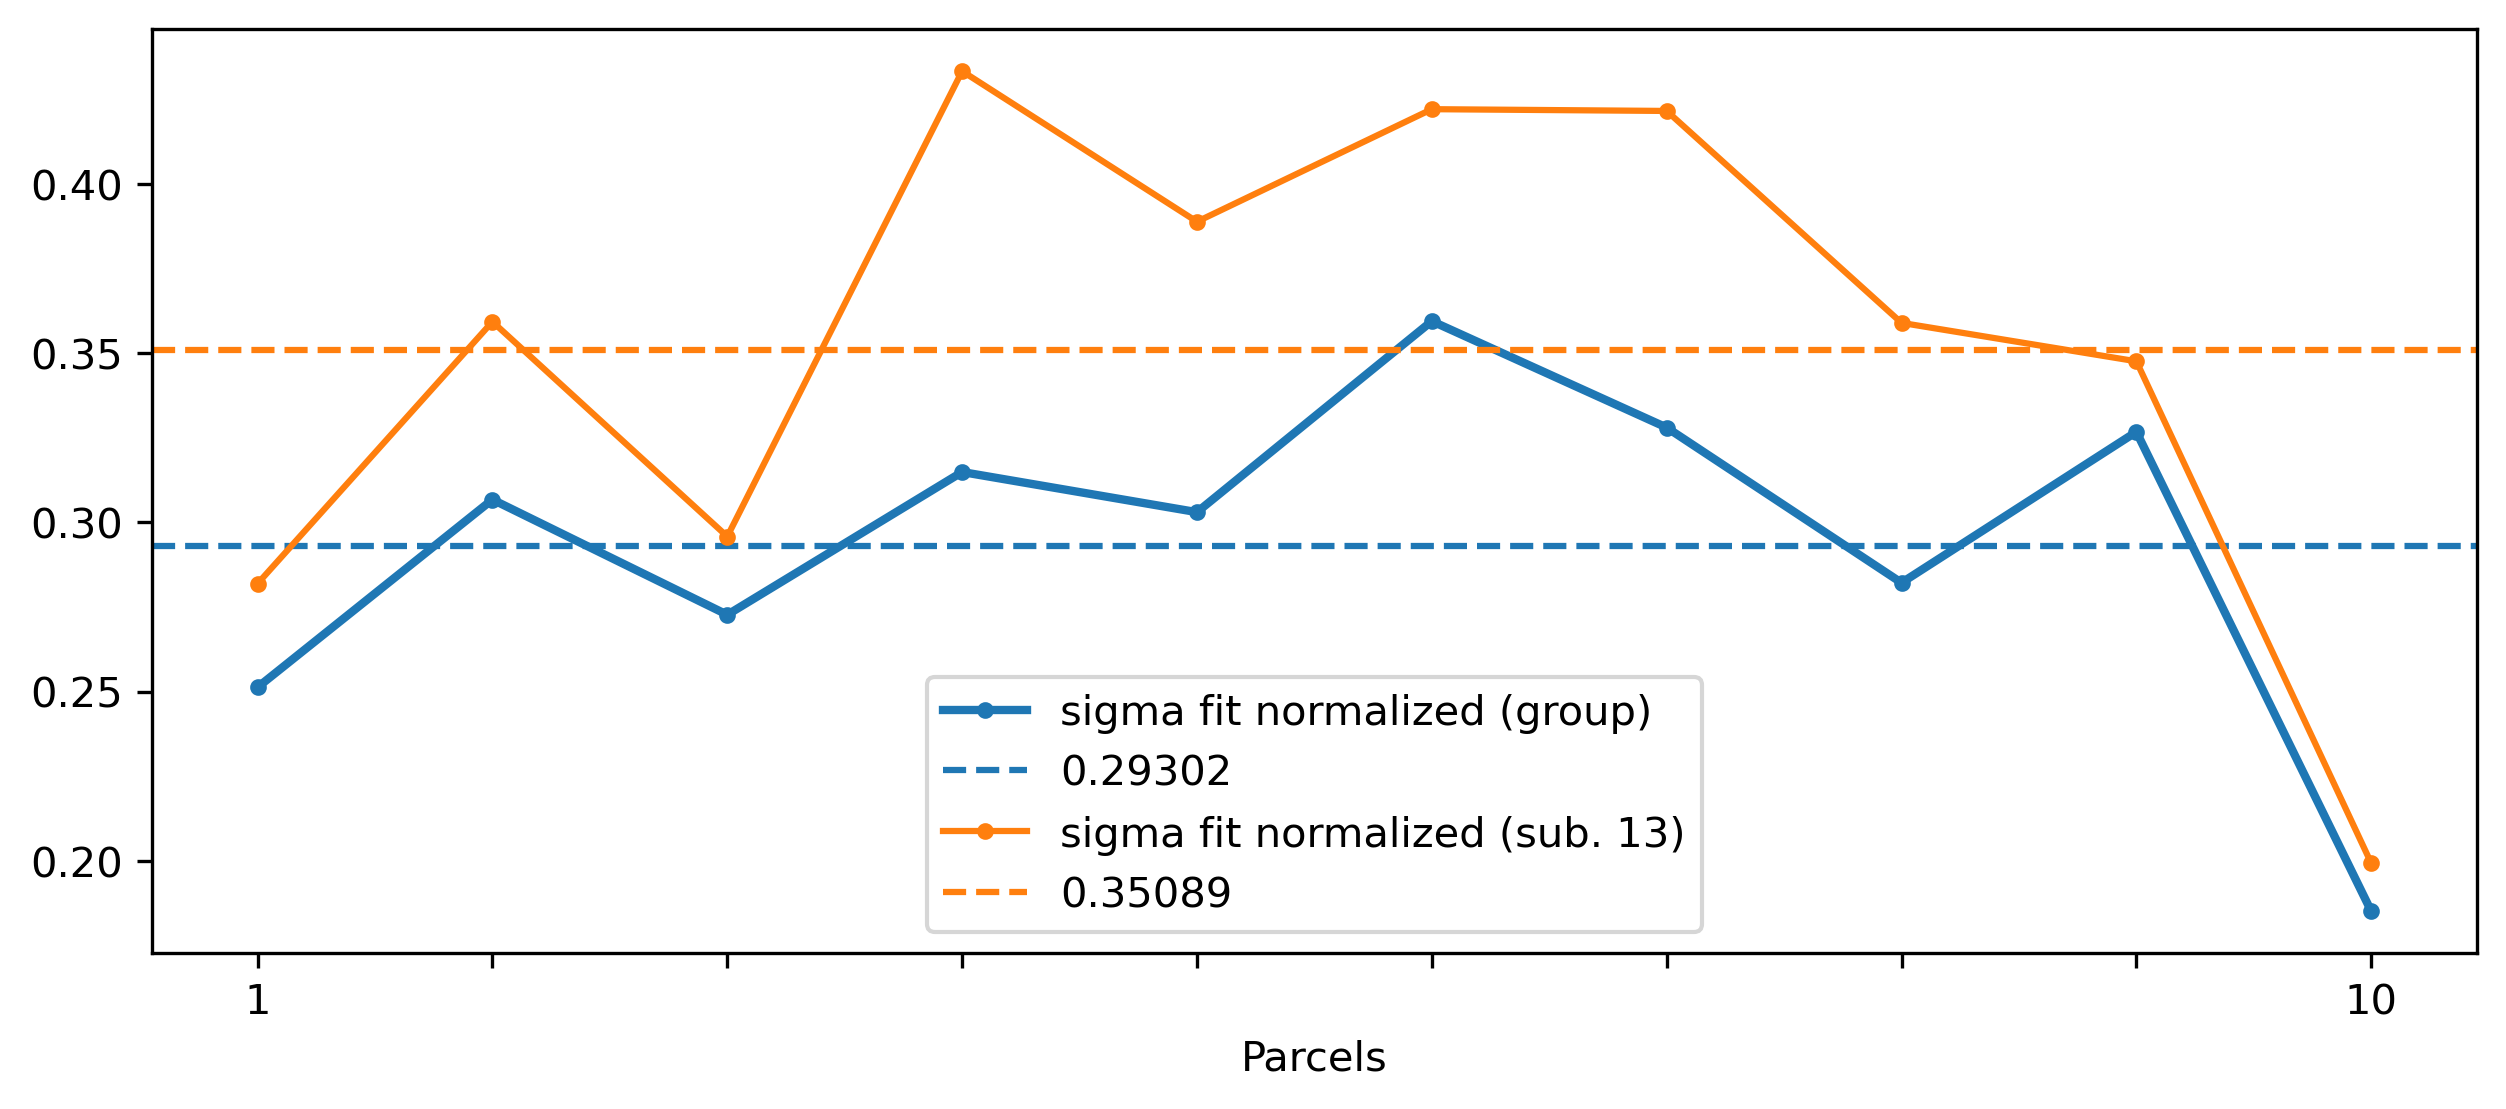 0.40
0.35
0.30
0.25
0.20
sigma fit normalized (group)
0.29302
sigma fit normalized (sub. 13)
0.35089
1 10
Parcels